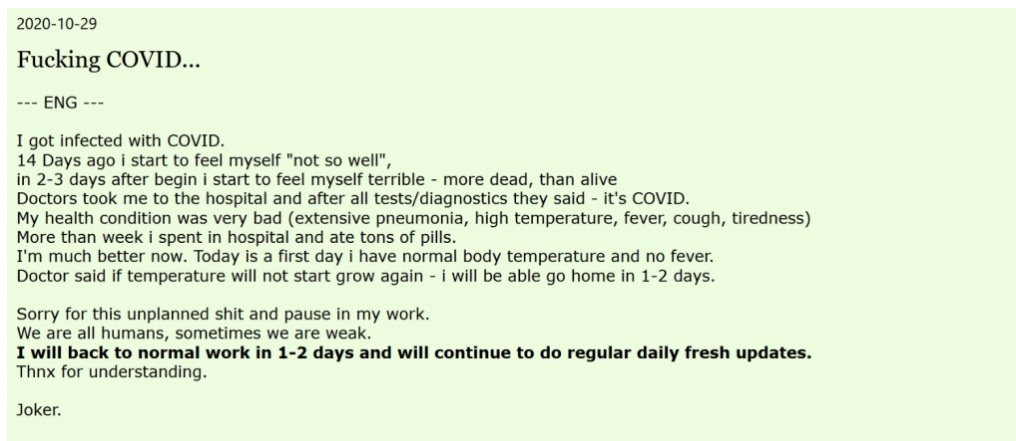 2020-10-29
Fucking COVID...
--- ENG ---
I got infected with COVID.
14 Days ago i start to feel myself "not so well",
in 2-3 days after begin i start to feel myself terrible - more dead, than alive
Doctors took me to the hospital and after all tests/diagnostics they said - it's COVID.
My health condition was very bad (extensive pneumonia, high temperature, fever, cough, tiredness)
More than week i spent in hospital and ate tons of pills.
I'm much better now. Today is a first day i have normal body temperature and no fever.
Doctor said if temperature will not start grow again - i will be able go home in 1-2 days.
Sorry for this unplanned shit and pause in my work.
We are all humans, sometimes we are weak.
I will back to normal work in 1-2 days and will continue to do regular daily fresh updates.
Thnx for understanding.
Joker.